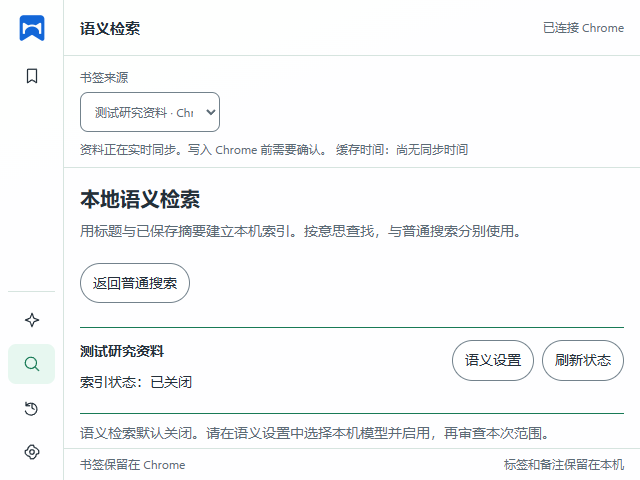 语义检索
已连接 Chrome
书签来源
测试研究资料 · Chr
资料正在实时同步。写入 Chrome 前需要确认。 缓存时间：尚无同步时间
本地语义检索
用标题与已保存摘要建立本机索引。按意思查找，与普通搜索分别使用。
返回普通搜索
测试研究资料
语义设置
刷新状态
索引状态：已关闭
语义检索默认关闭。请在语义设置中选择本机模型并启用，再审查本次范围。
书签保留在 Chrome
标签和备注保留在本机